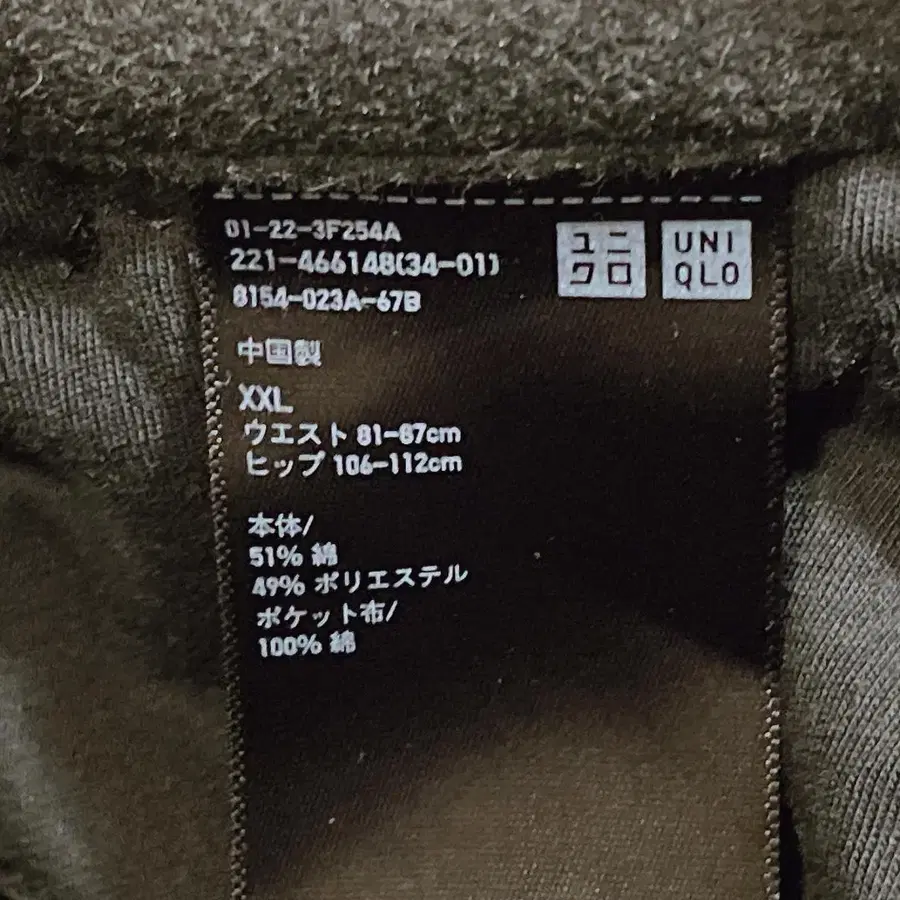 01-22-3F254A
221-466148(34-01)
8154-023A-67B
ユニ
クロ
UNI
QLO
中国製
XXL
ウエスト 81-87cm
ヒップ 106-112cm
本体/
51% 綿
49% ポリエステル
ポケット布/
100% 綿